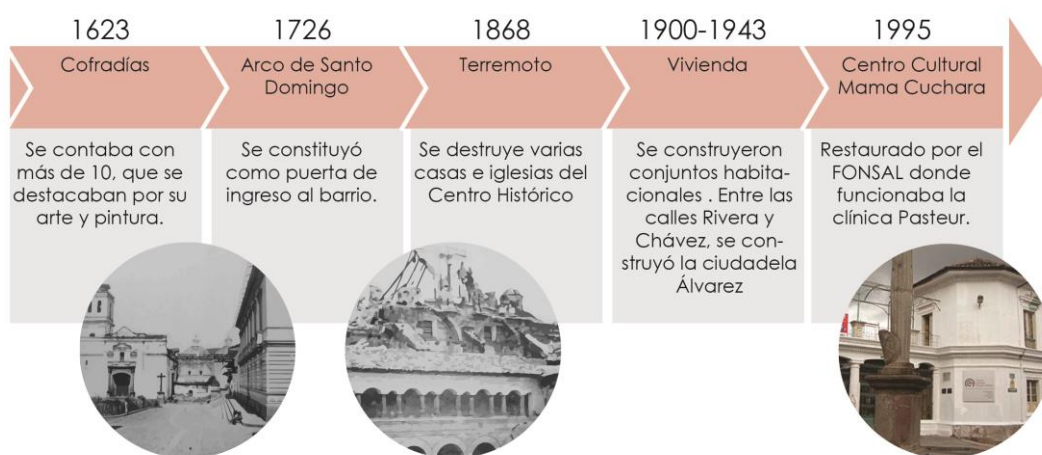 1623
Cofradías
Se contaba con
más de 10, que se
destacaban por su
arte y pintura.
1726
Arco de Santo
Domingo
Se constituyó
como puerta de
ingreso al barrio.
1868
Terremoto
Se destruye varias
casas e iglesias del
Centro Histórico
1900-1943
Vivienda
Se construyeron
conjuntos habita-
cionales . Entre las
calles Rivera y
Chávez, se con-
struyó la ciudadela
Álvarez
1995
Centro Cultural
Mama Cuchara
Restaurado por el
FONSAL donde
funcionaba la
clínica Pasteur.